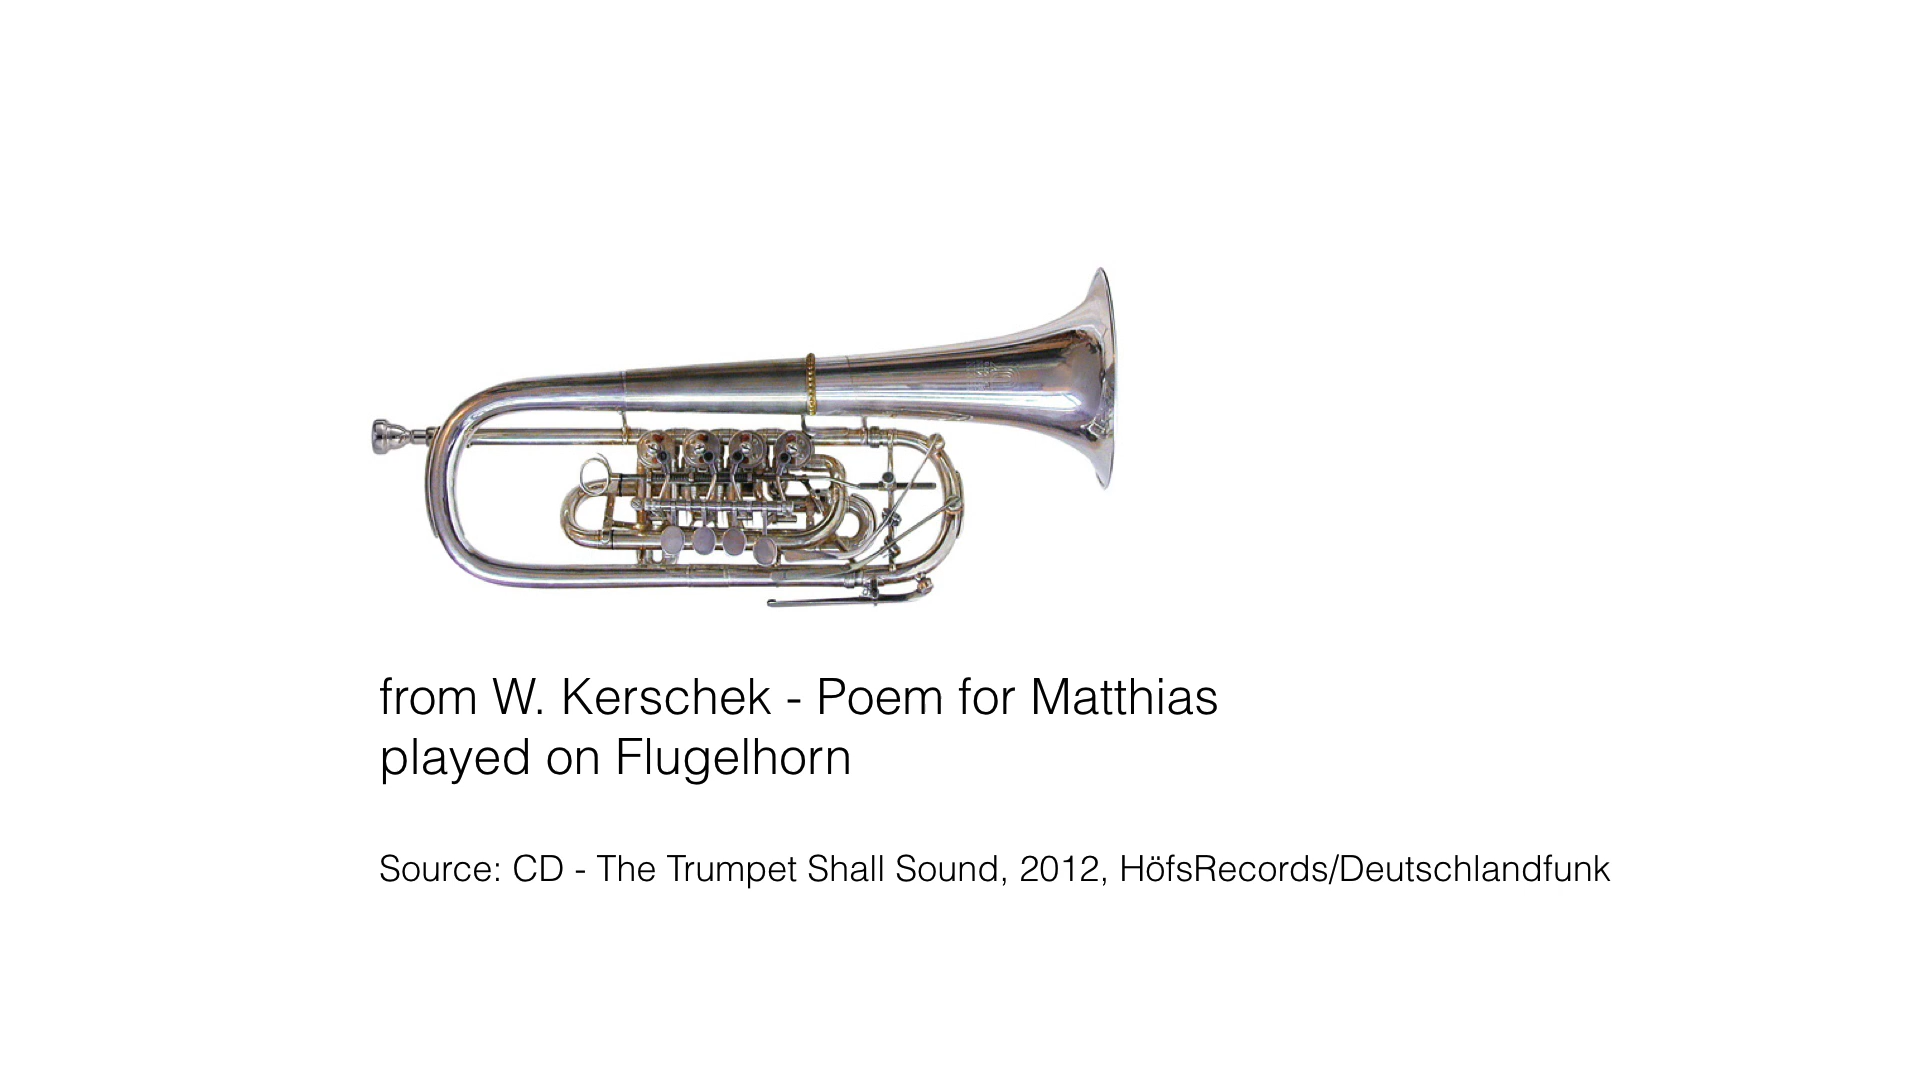 from W. Kerschek - Poem for Matthias
played on Flugelhorn
Source: CD - The Trumpet Shall Sound, 2012, HöfsRecords/Deutschlandfunk